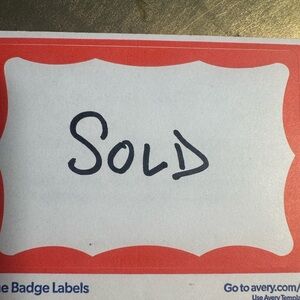 SOLD
Badge Labels
Go to avery.com/
Use Avery Templ